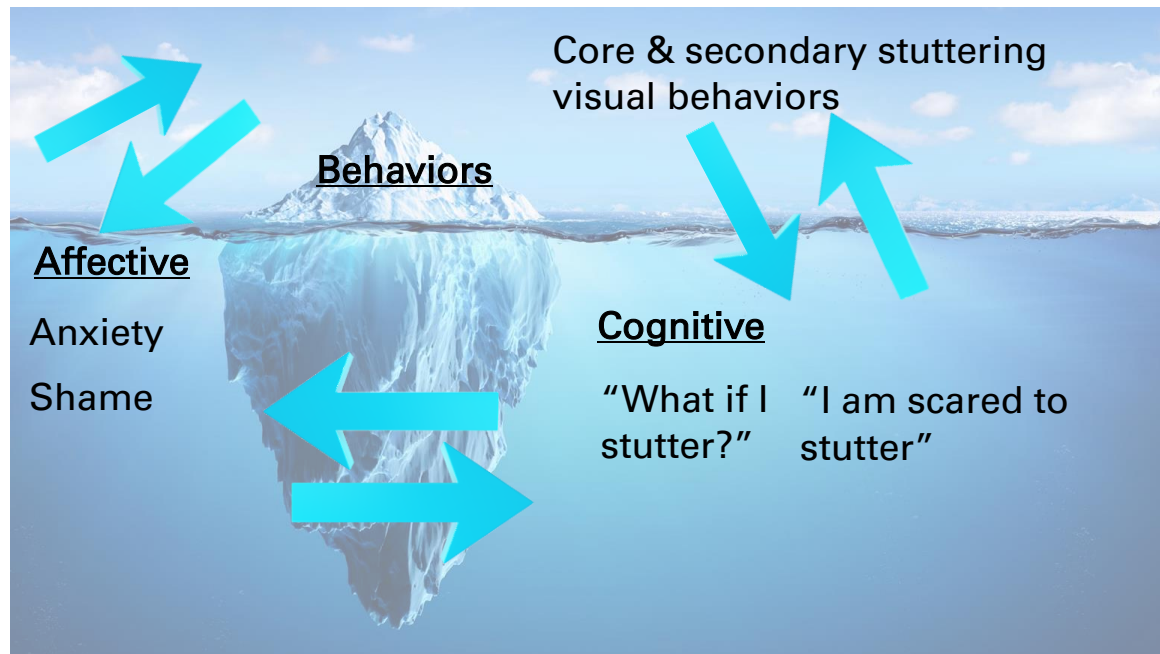 Core & secondary stuttering
visual behaviors
Behaviors
Affective
Anxiety
Shame
Cognitive
“What if I
stutter?”
“I am scared to
stutter”